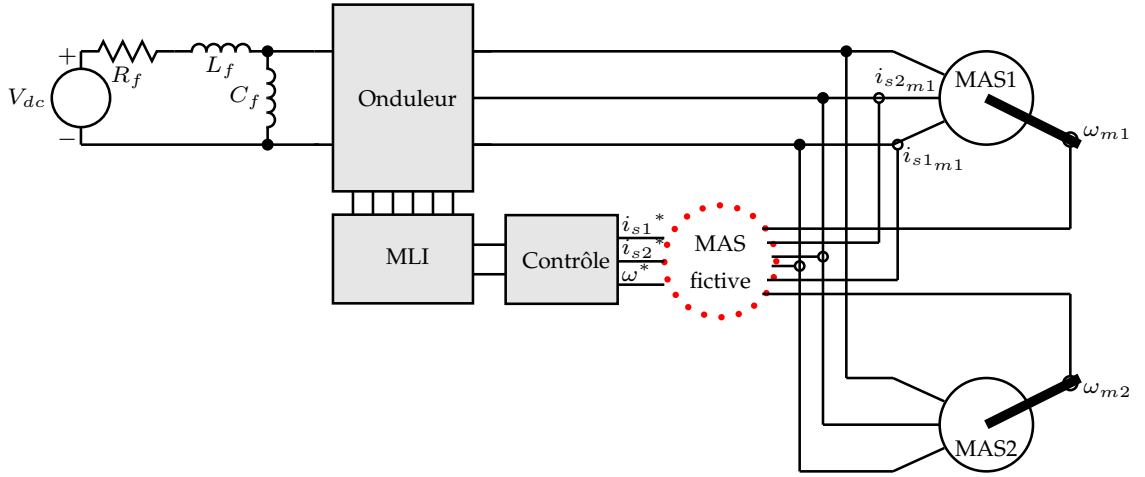 +
R_f
L_f
V_dc
C_f
−
Onduleur
i_s2_m1
MAS1
ω_m1
i_s1_m1
MLI
Contrôle
i_s1*
i_s2*
ω*
MAS
fictive
ω_m2
MAS2